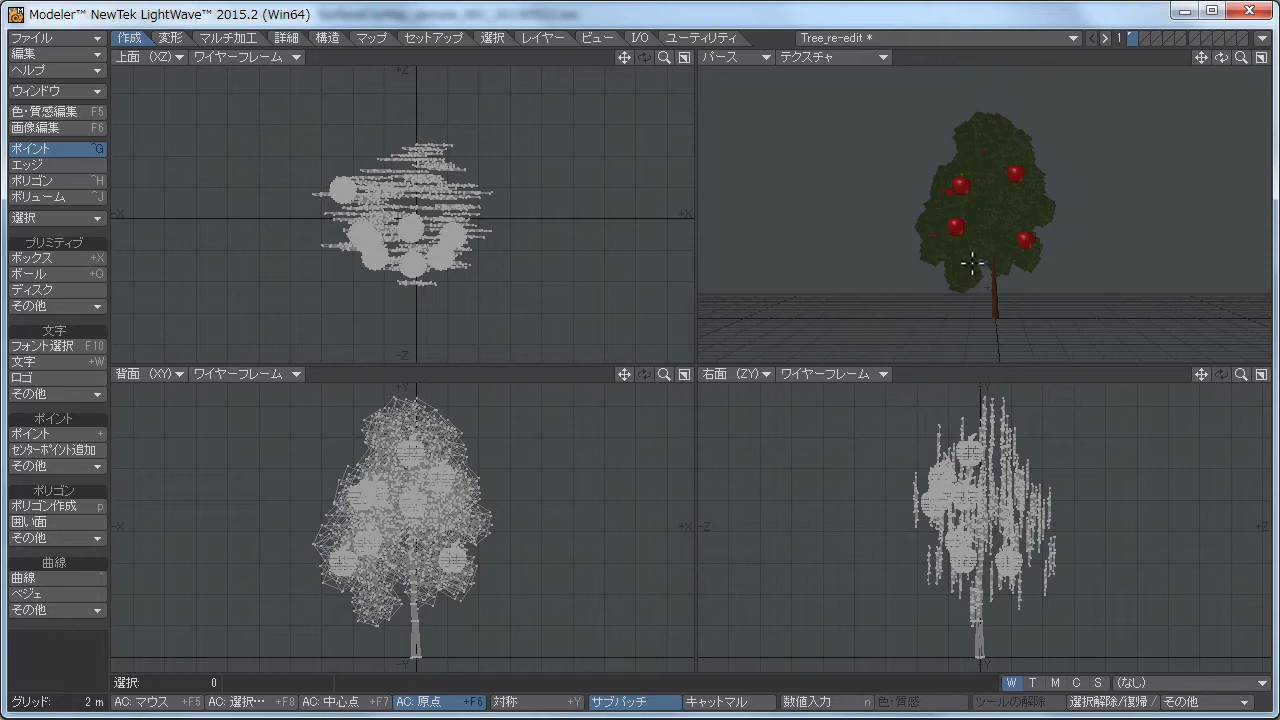 Modeler™ NewTek LightWave™ 2015.2 (Win64)
ファイル
編集
ヘルプ
ウィンドウ
作成 変形 マルチ加工 詳細 構造 マップ セットアップ 選択 レイヤー ビュー I/O ユーティリティ
Tree_re-edit *
1
上面 (XZ) ワイヤーフレーム
パース テクスチャ
色・質感編集 F5
画像編集 F6
ポイント ^G
エッジ
ポリゴン ^H
ボリューム ^J
選択
プリミティブ
ボックス +X
ボール +O
ディスク
その他
文字
フォント選択 F10
文字 +W
ロゴ
その他
ポイント
ポイント +
センターポイント追加
その他
ポリゴン
ポリゴン作成 p
囲い面
その他
曲線
曲線
ベジェ
その他
+Z
-X
+X
-Z
背面 (XY) ワイヤーフレーム
右面 (ZY) ワイヤーフレーム
+Y
-X
+X
-Y
+Z
選択: 0
W T M C S (なし)
グリッド: 2 m
AC: マウス +F5
AC: 選択… +F8
AC: 中心点 +F7
AC: 原点 +F6
対称 +Y
サブパッチ
キャットマル
数値入力 n
色・質感
ツールの解除
選択解除/復帰 /
その他